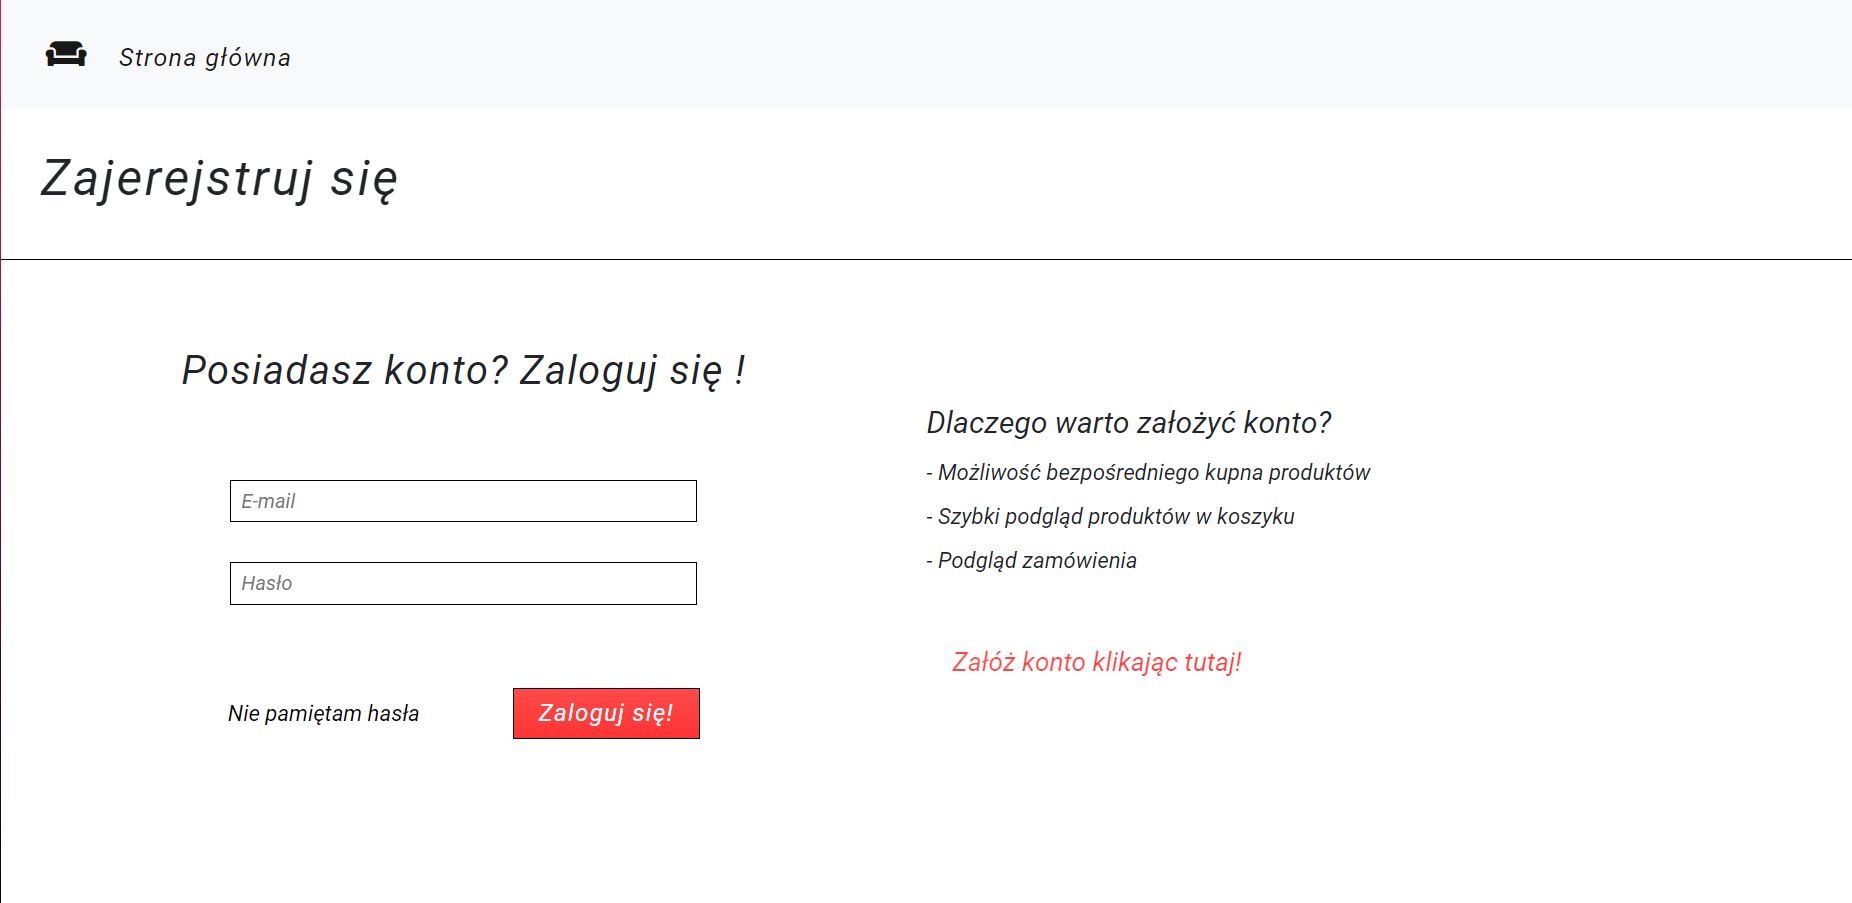 Strona główna
Zajerejstruj się
Posiadasz konto? Zaloguj się !
E-mail
Hasło
Nie pamiętam hasła
Zaloguj się!
Dlaczego warto założyć konto?
- Możliwość bezpośredniego kupna produktów
- Szybki podgląd produktów w koszyku
- Podgląd zamówienia
Załóż konto klikając tutaj!